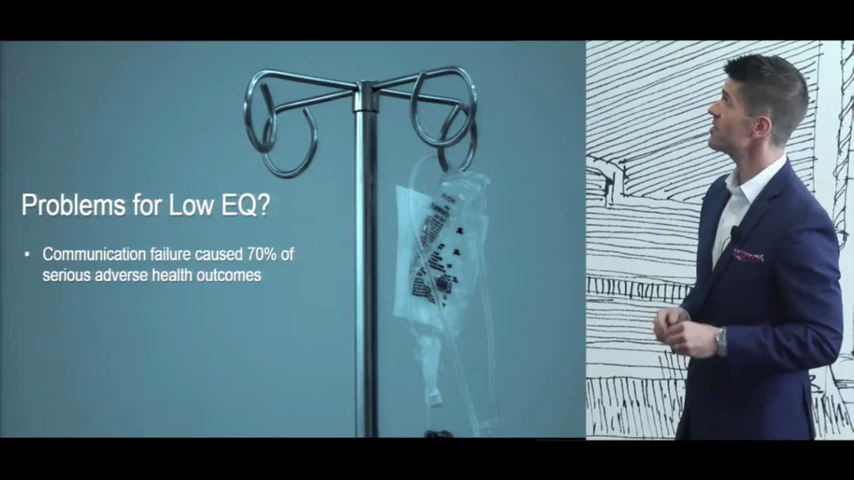 Problems for Low EQ?
• Communication failure caused 70% of
serious adverse health outcomes